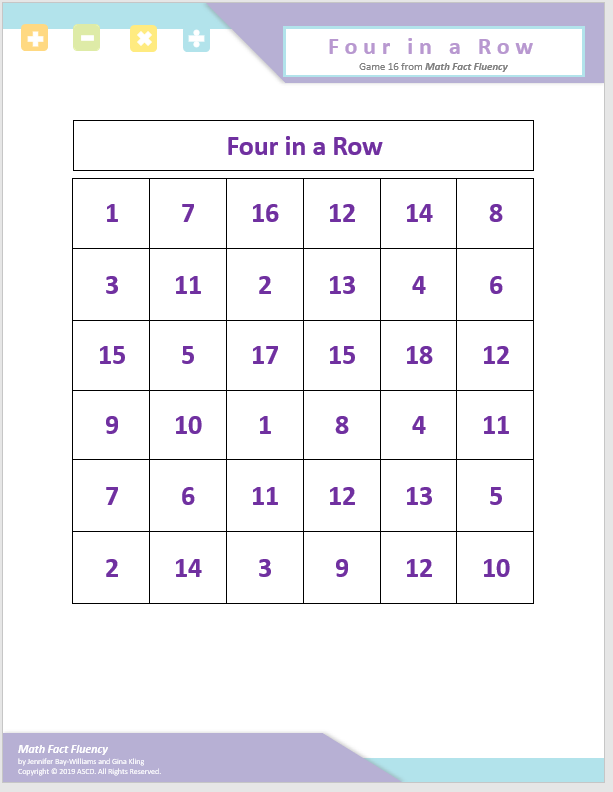 Four in a Row
Game 16 from Math Fact Fluency
Four in a Row
1 7 16 12 14 8
3 11 2 13 4 6
15 5 17 15 18 12
9 10 1 8 4 11
7 6 11 12 13 5
2 14 3 9 12 10
Math Fact Fluency
by Jennifer Bay-Williams and Gina Kling
Copyright © 2019 ASCD. All Rights Reserved.